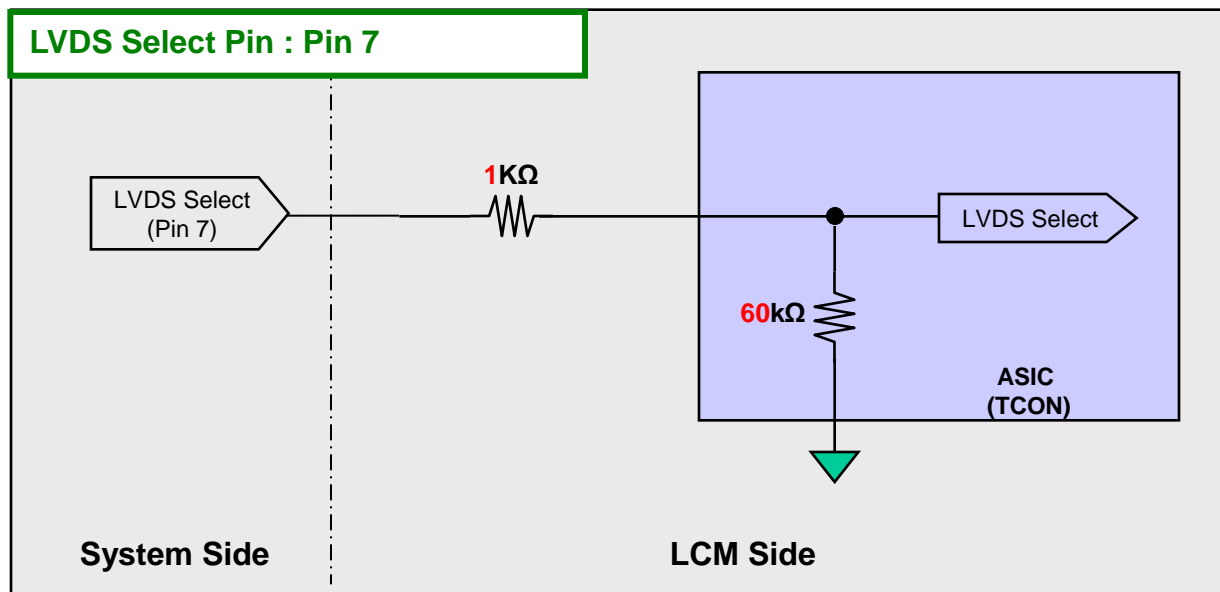 LVDS Select Pin : Pin 7
1KΩ
LVDS Select
(Pin 7)
LVDS Select
60kΩ
ASIC
(TCON)
System Side
LCM Side